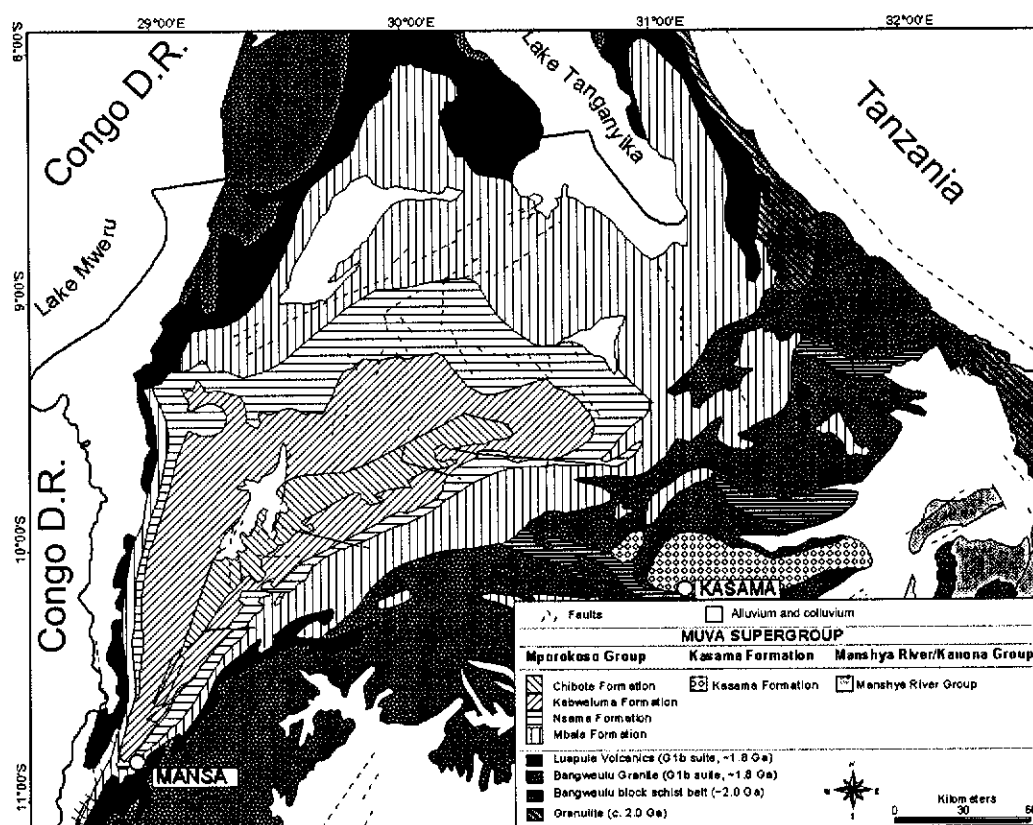 29°00'E 30°00'E 31°00'E 32°00'E
8°00'S
Congo D.R.
Lake Tanganyika
Tanzania
Lake Mweru
9°00'S
Congo D.R.
10°00'S
KASAMA
MANSA
11°00'S
Faults Alluvium and colluvium
MUVA SUPERGROUP
Mporokoso Group Kasama Formation Manshya River/Kanona Group
Chibote Formation Kasama Formation Manshya River Group
Kabweluma Formation
Nsama Formation
Mbala Formation
Luapula Volcanics (G1b suite, ~1.8 Ga)
Bangweulu Granite (G1b suite, ~1.8 Ga)
Bangweulu block schist belt (~2.0 Ga)
Granulite (c. 2.0 Ga)
N
E
Kilometers
0 30 60